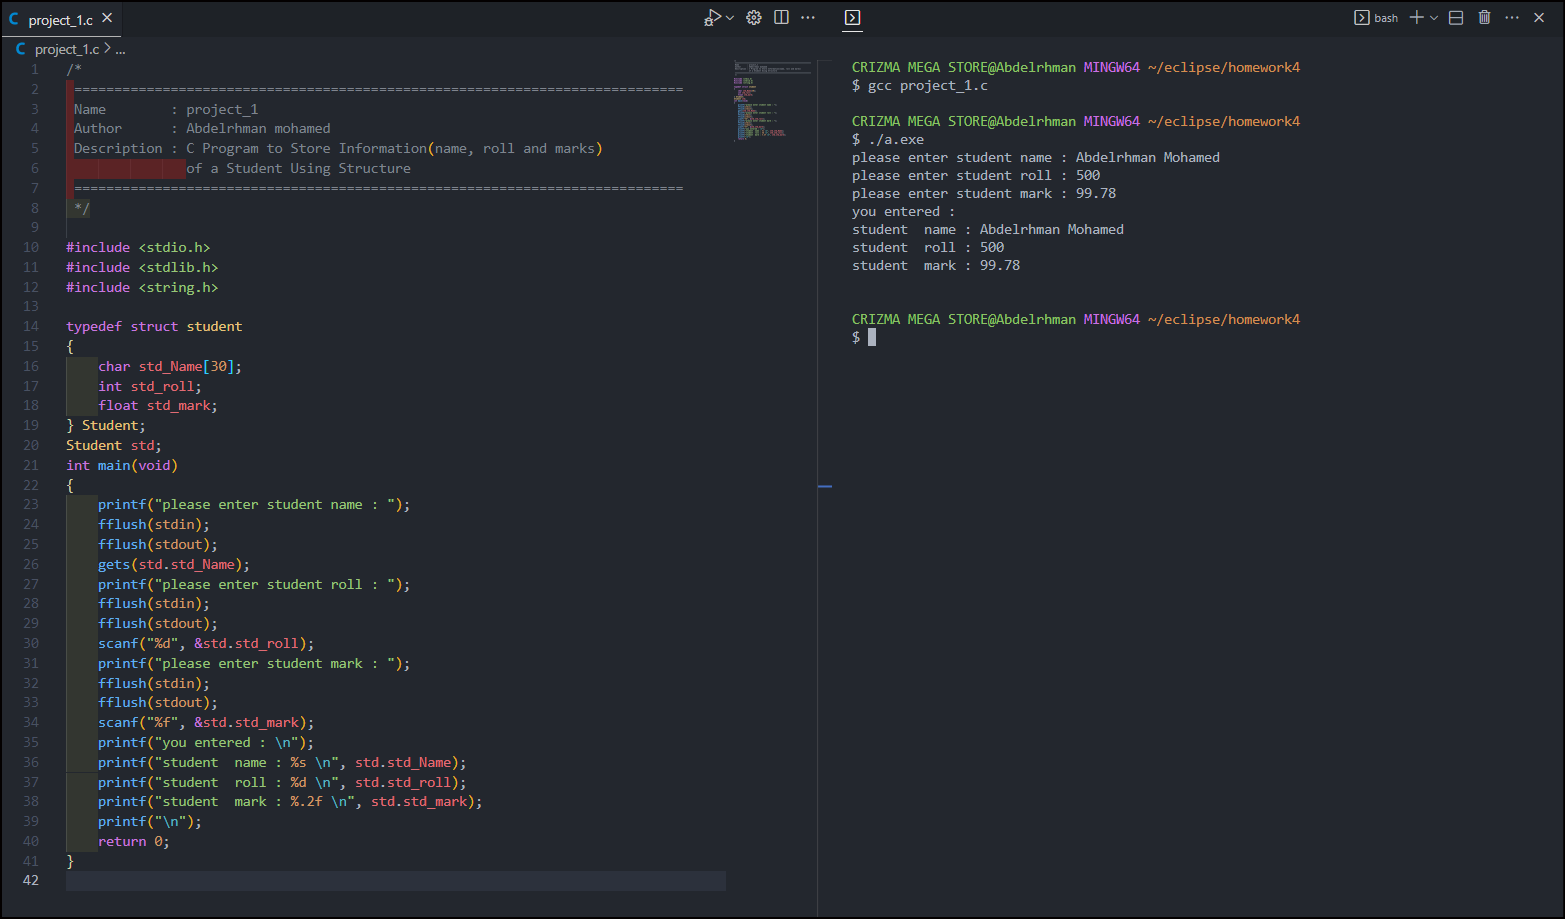 project_1.c
project_1.c > ...
1 /*
2 ============================================================================
3 Name        : project_1
4 Author      : Abdelrhman mohamed
5 Description : C Program to Store Information(name, roll and marks)
6               of a Student Using Structure
7 ============================================================================
8 */
9
10 #include <stdio.h>
11 #include <stdlib.h>
12 #include <string.h>
13
14 typedef struct student
15 {
16     char std_Name[30];
17     int std_roll;
18     float std_mark;
19 } Student;
20 Student std;
21 int main(void)
22 {
23     printf("please enter student name : ");
24     fflush(stdin);
25     fflush(stdout);
26     gets(std.std_Name);
27     printf("please enter student roll : ");
28     fflush(stdin);
29     fflush(stdout);
30     scanf("%d", &std.std_roll);
31     printf("please enter student mark : ");
32     fflush(stdin);
33     fflush(stdout);
34     scanf("%f", &std.std_mark);
35     printf("you entered : \n");
36     printf("student  name : %s \n", std.std_Name);
37     printf("student  roll : %d \n", std.std_roll);
38     printf("student  mark : %.2f \n", std.std_mark);
39     printf("\n");
40     return 0;
41 }
42
bash
CRIZMA MEGA STORE@Abdelrhman MINGW64 ~/eclipse/homework4
$ gcc project_1.c
CRIZMA MEGA STORE@Abdelrhman MINGW64 ~/eclipse/homework4
$ ./a.exe
please enter student name : Abdelrhman Mohamed
please enter student roll : 500
please enter student mark : 99.78
you entered :
student  name : Abdelrhman Mohamed
student  roll : 500
student  mark : 99.78
CRIZMA MEGA STORE@Abdelrhman MINGW64 ~/eclipse/homework4
$